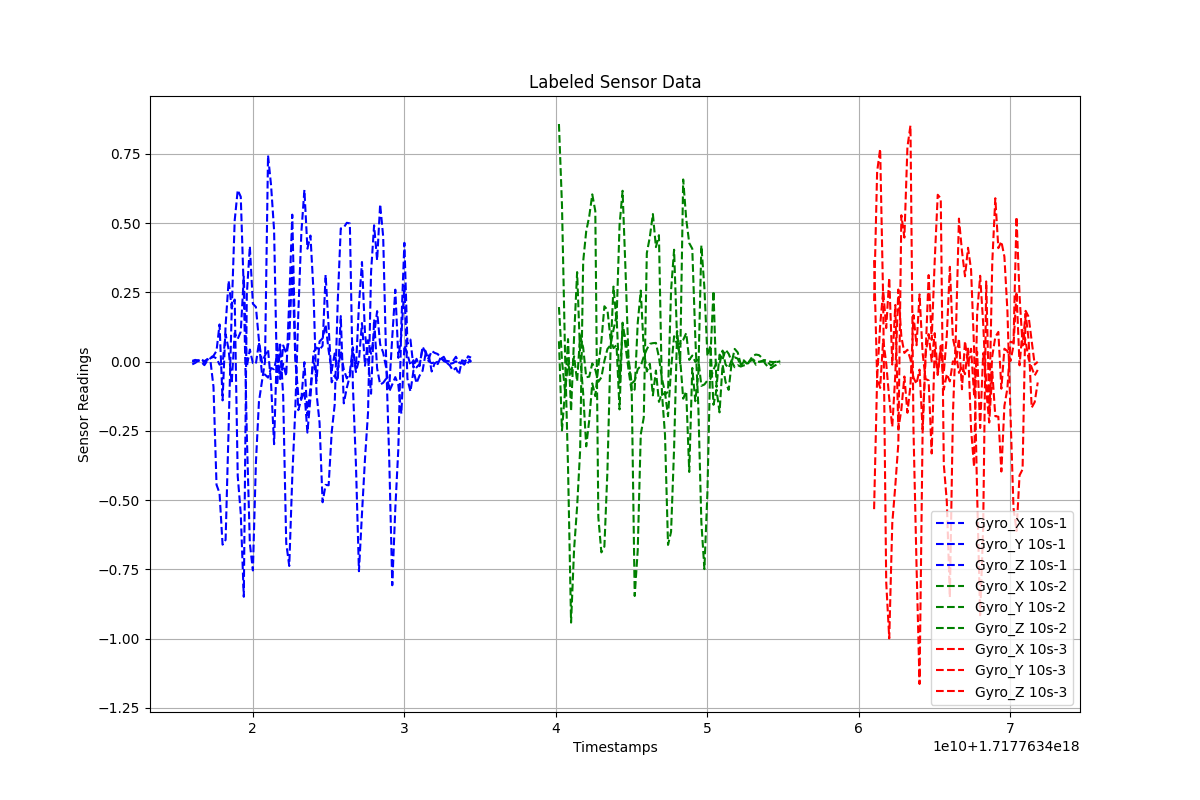 Labeled Sensor Data
Sensor Readings
0.75
0.50
0.25
0.00
−0.25
−0.50
−0.75
−1.00
−1.25
2 3 4 5 6 7
Timestamps
1e10+1.7177634e18
Gyro_X 10s-1
Gyro_Y 10s-1
Gyro_Z 10s-1
Gyro_X 10s-2
Gyro_Y 10s-2
Gyro_Z 10s-2
Gyro_X 10s-3
Gyro_Y 10s-3
Gyro_Z 10s-3